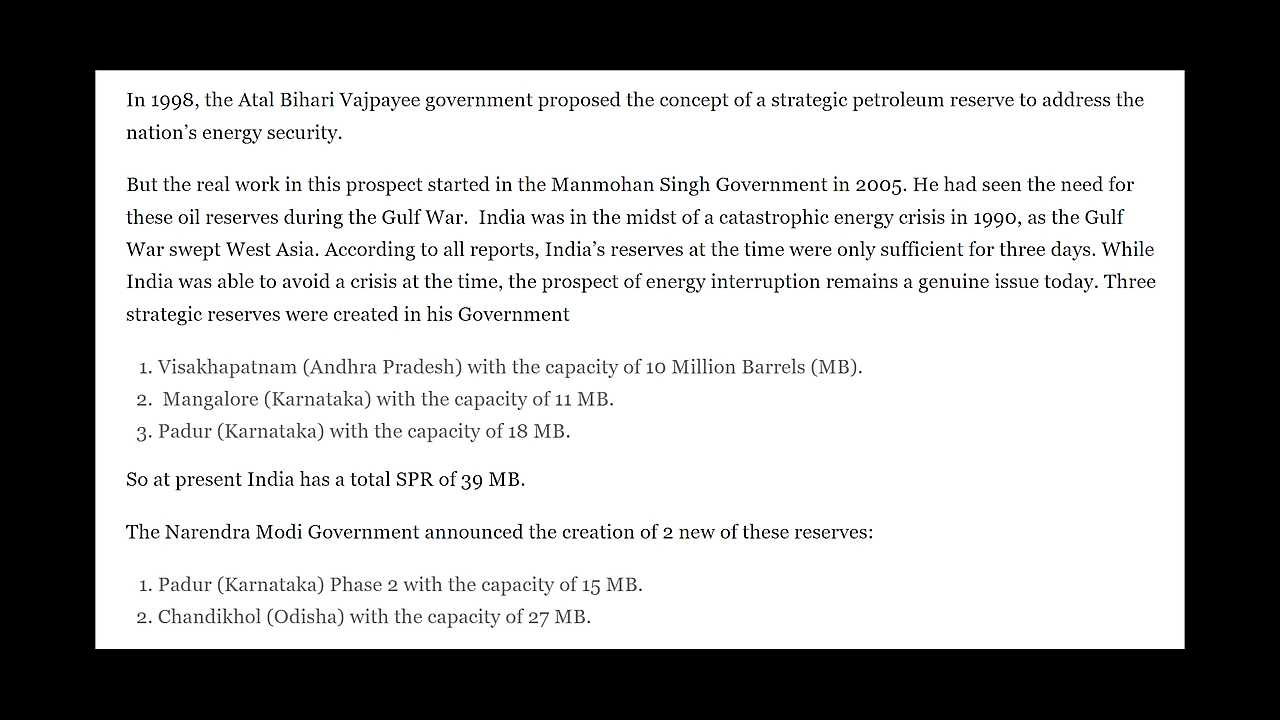 In 1998, the Atal Bihari Vajpayee government proposed the concept of a strategic petroleum reserve to address the
nation’s energy security.
But the real work in this prospect started in the Manmohan Singh Government in 2005. He had seen the need for
these oil reserves during the Gulf War.  India was in the midst of a catastrophic energy crisis in 1990, as the Gulf
War swept West Asia. According to all reports, India’s reserves at the time were only sufficient for three days. While
India was able to avoid a crisis at the time, the prospect of energy interruption remains a genuine issue today. Three
strategic reserves were created in his Government
1. Visakhapatnam (Andhra Pradesh) with the capacity of 10 Million Barrels (MB).
2.  Mangalore (Karnataka) with the capacity of 11 MB.
3. Padur (Karnataka) with the capacity of 18 MB.
So at present India has a total SPR of 39 MB.
The Narendra Modi Government announced the creation of 2 new of these reserves:
1. Padur (Karnataka) Phase 2 with the capacity of 15 MB.
2. Chandikhol (Odisha) with the capacity of 27 MB.